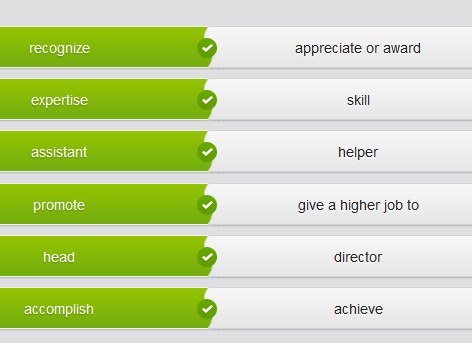 recognize appreciate or award
expertise skill
assistant helper
promote give a higher job to
head director
accomplish achieve